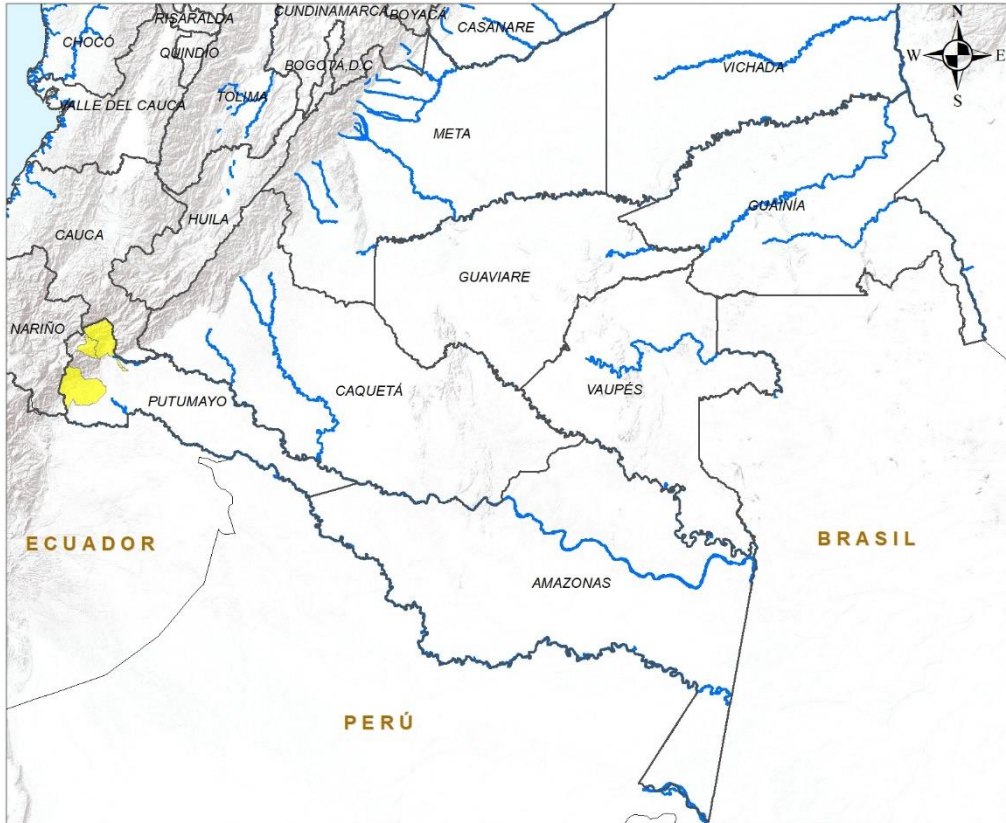 RISARALDA
CUNDINAMARCA
BOYACÁ
CASANARE
N
CHOCÓ
QUINDÍO
BOGOTÁ,D.C
W E
VICHADA
S
VALLE DEL CAUCA
TOLIMA
META
HUILA
GUAINÍA
CAUCA
GUAVIARE
NARIÑO
CAQUETÁ
VAUPÉS
PUTUMAYO
ECUADOR
BRASIL
AMAZONAS
PERÚ